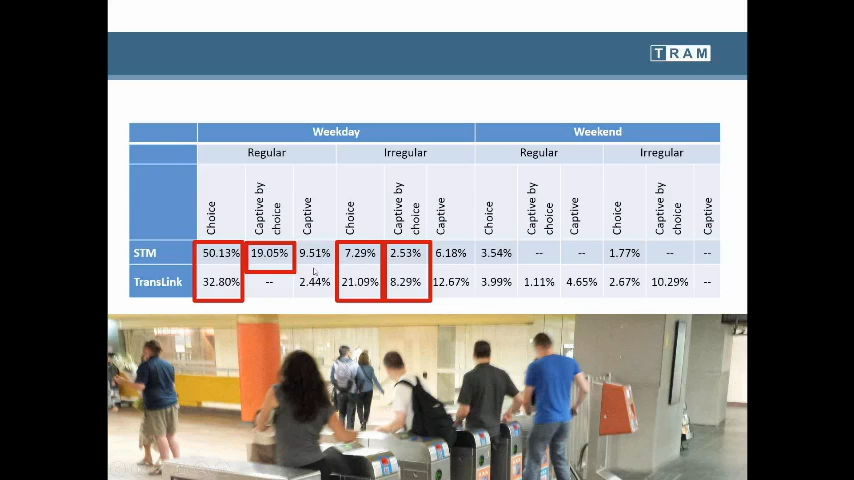 TRAM
Weekday Weekend
Regular Irregular Regular Irregular
Choice Captive by choice Captive Choice Captive by choice Captive Choice Captive by choice Captive Choice Captive by choice Captive
STM 50.13% 19.05% 9.51% 7.29% 2.53% 6.18% 3.54% -- -- 1.77% -- --
TransLink 32.80% -- 2.44% 21.09% 8.29% 12.67% 3.99% 1.11% 4.65% 2.67% 10.29% --